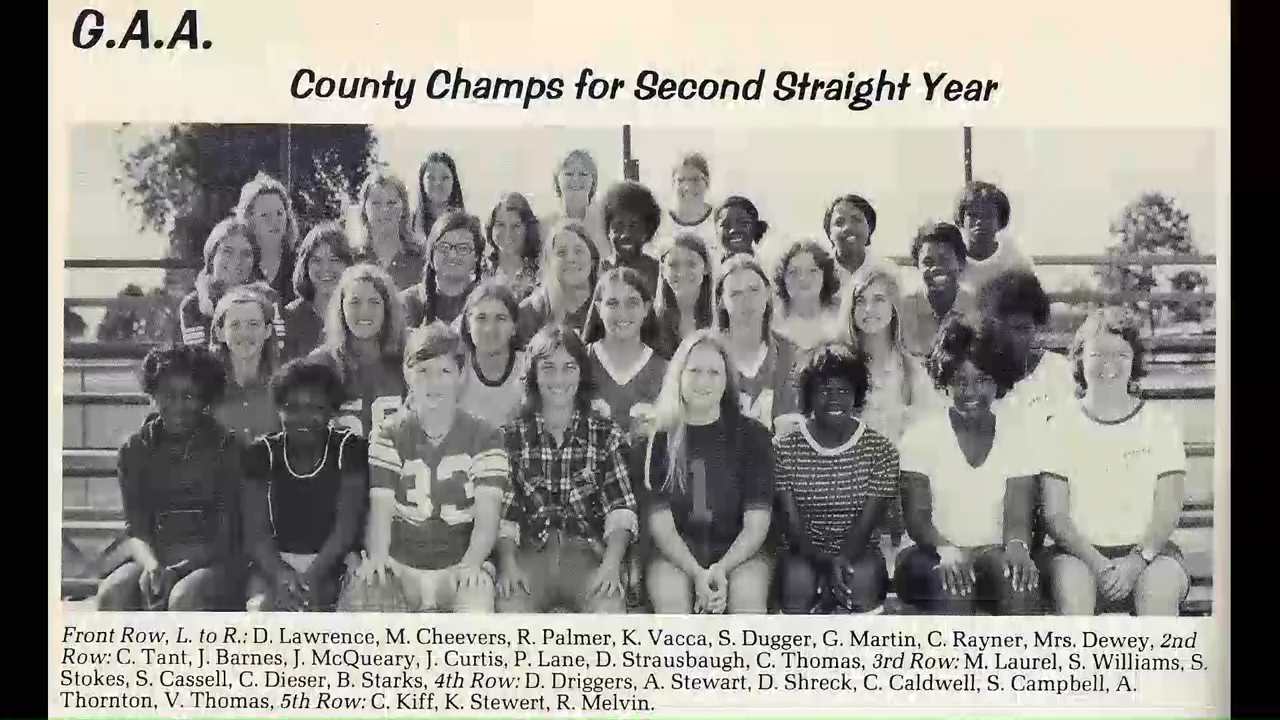 G.A.A.
County Champs for Second Straight Year
33
1
Front Row, L. to R.: D. Lawrence, M. Cheevers, R. Palmer, K. Vacca, S. Dugger, G. Martin, C. Rayner, Mrs. Dewey, 2nd
Row: C. Tant, J. Barnes, J. McQueary, J. Curtis, P. Lane, D. Strausbaugh, C. Thomas, 3rd Row: M. Laurel, S. Williams, S.
Stokes, S. Cassell, C. Dieser, B. Starks, 4th Row: D. Driggers, A. Stewart, D. Shreck, C. Caldwell, S. Campbell, A.
Thornton, V. Thomas, 5th Row: C. Kiff, K. Stewert, R. Melvin.